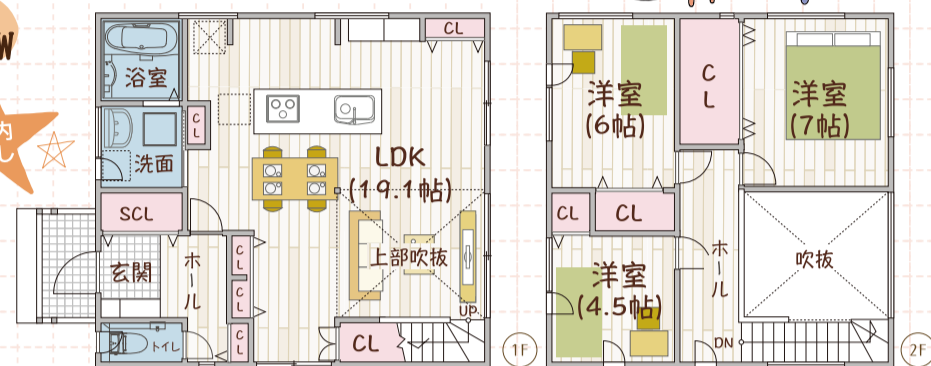 W
内
し
浴室
洗面
SCL
玄関
ホール
トイレ
CL
CL
LDK
(19.1帖)
上部吹抜
CL
CL
CL
CL
UP
1F
洋室
(6帖)
CL
洋室
(7帖)
CL
CL
洋室
(4.5帖)
ホール
吹抜
DN
2F